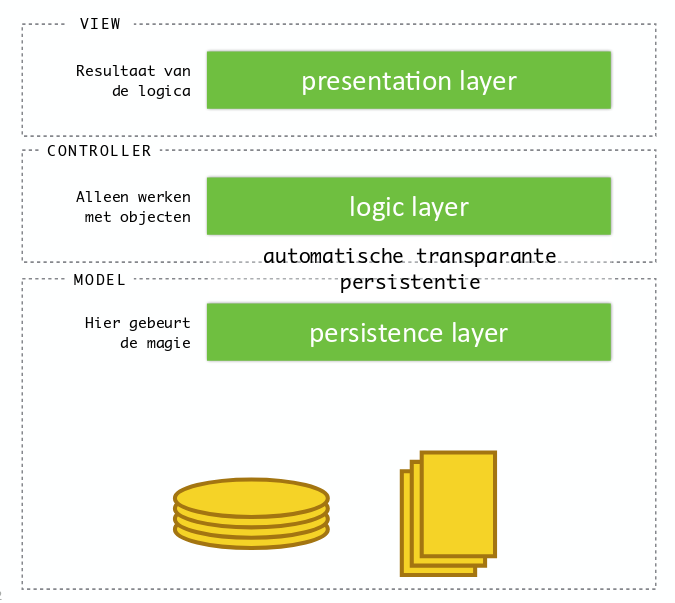 VIEW
Resultaat van
de logica
presentation layer
CONTROLLER
Alleen werken
met objecten
logic layer
automatische transparante
persistentie
MODEL
Hier gebeurt
de magie
persistence layer